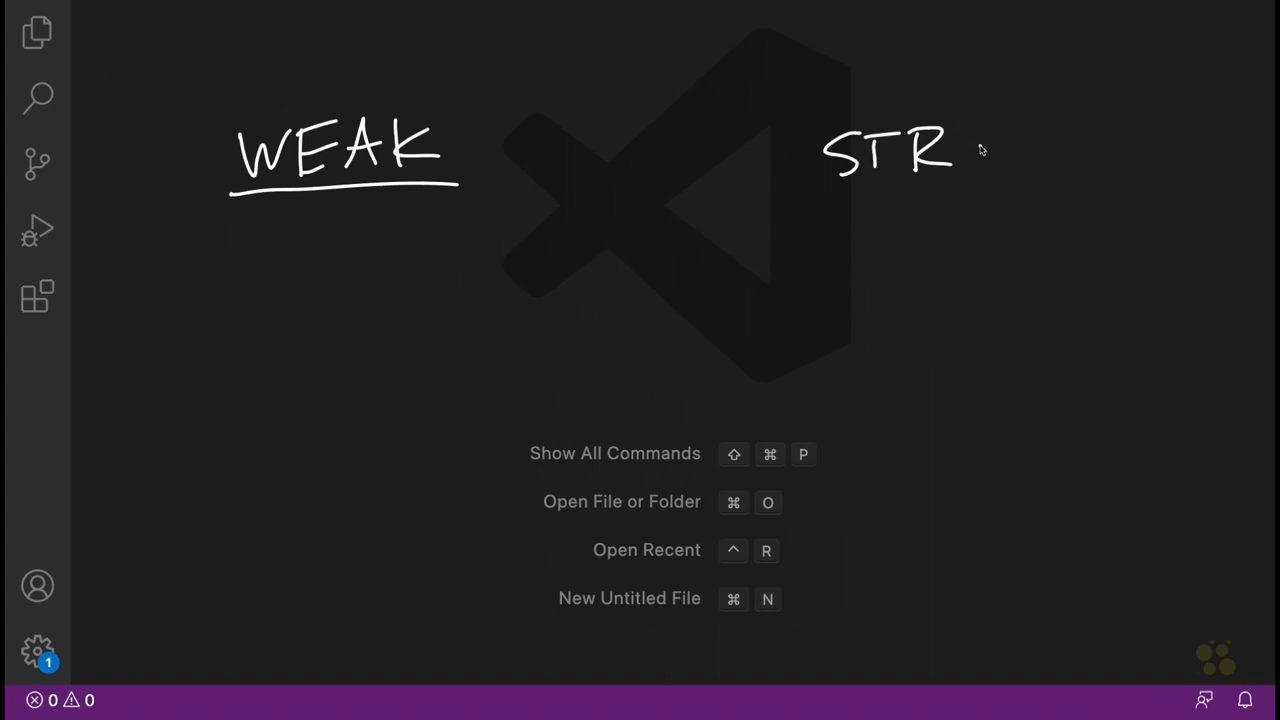 WEAK STR
Show All Commands ⇧ ⌘ P
Open File or Folder ⌘ O
Open Recent ^ R
New Untitled File ⌘ N
1
0 0